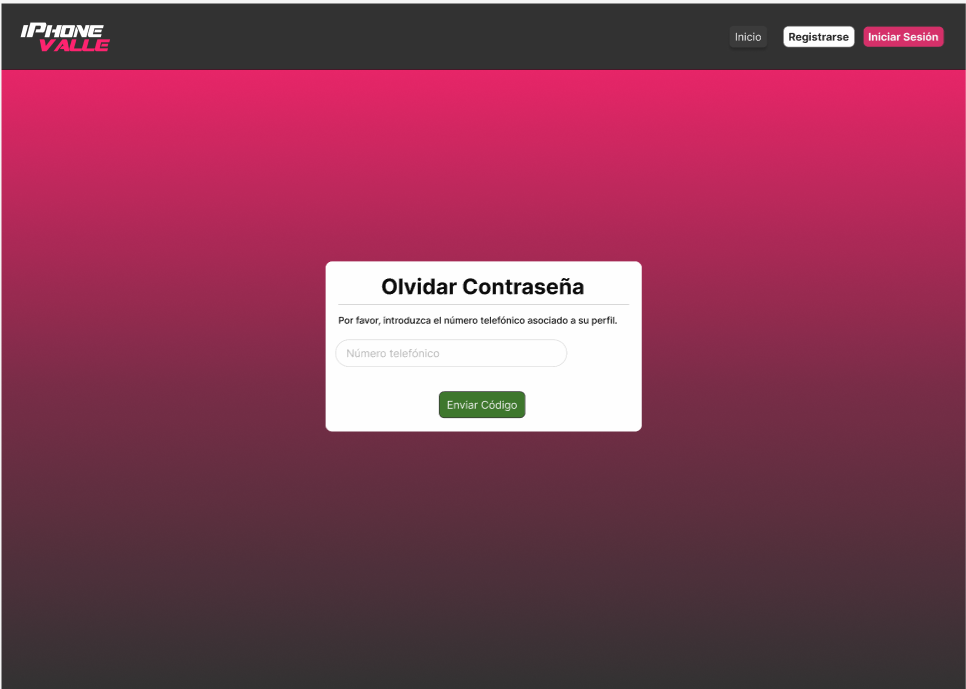 iPHONE
VALLE
Inicio
Registrarse
Iniciar Sesión
Olvidar Contraseña
Por favor, introduzca el número telefónico asociado a su perfil.
Número telefónico
Enviar Código